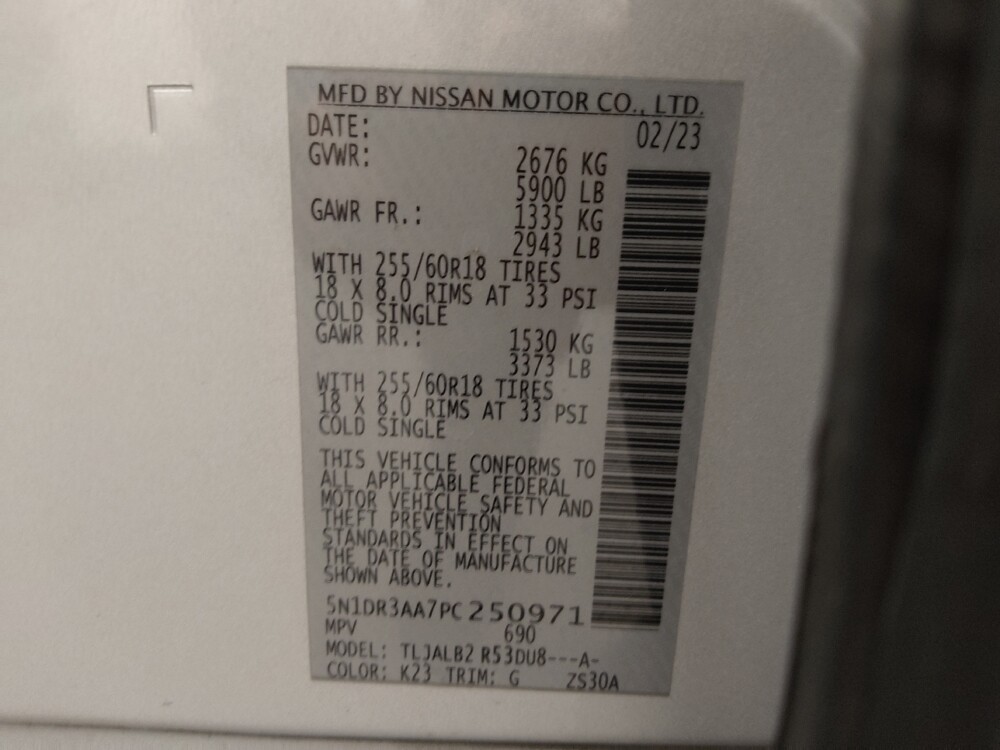 MFD BY NISSAN MOTOR CO., LTD.
DATE: 02/23
GVWR: 2676 KG
5900 LB
GAWR FR.: 1335 KG
2943 LB
WITH 255/60R18 TIRES
18 X 8.0 RIMS AT 33 PSI
COLD SINGLE
GAWR RR.: 1530 KG
3373 LB
WITH 255/60R18 TIRES
18 X 8.0 RIMS AT 33 PSI
COLD SINGLE
THIS VEHICLE CONFORMS TO
ALL APPLICABLE FEDERAL
MOTOR VEHICLE SAFETY AND
THEFT PREVENTION
STANDARDS IN EFFECT ON
THE DATE OF MANUFACTURE
SHOWN ABOVE.
5N1DR3AA7PC250971
MPV 690
MODEL: TLJALB2 R53DU8---A-
COLOR: K23 TRIM: G ZS30A